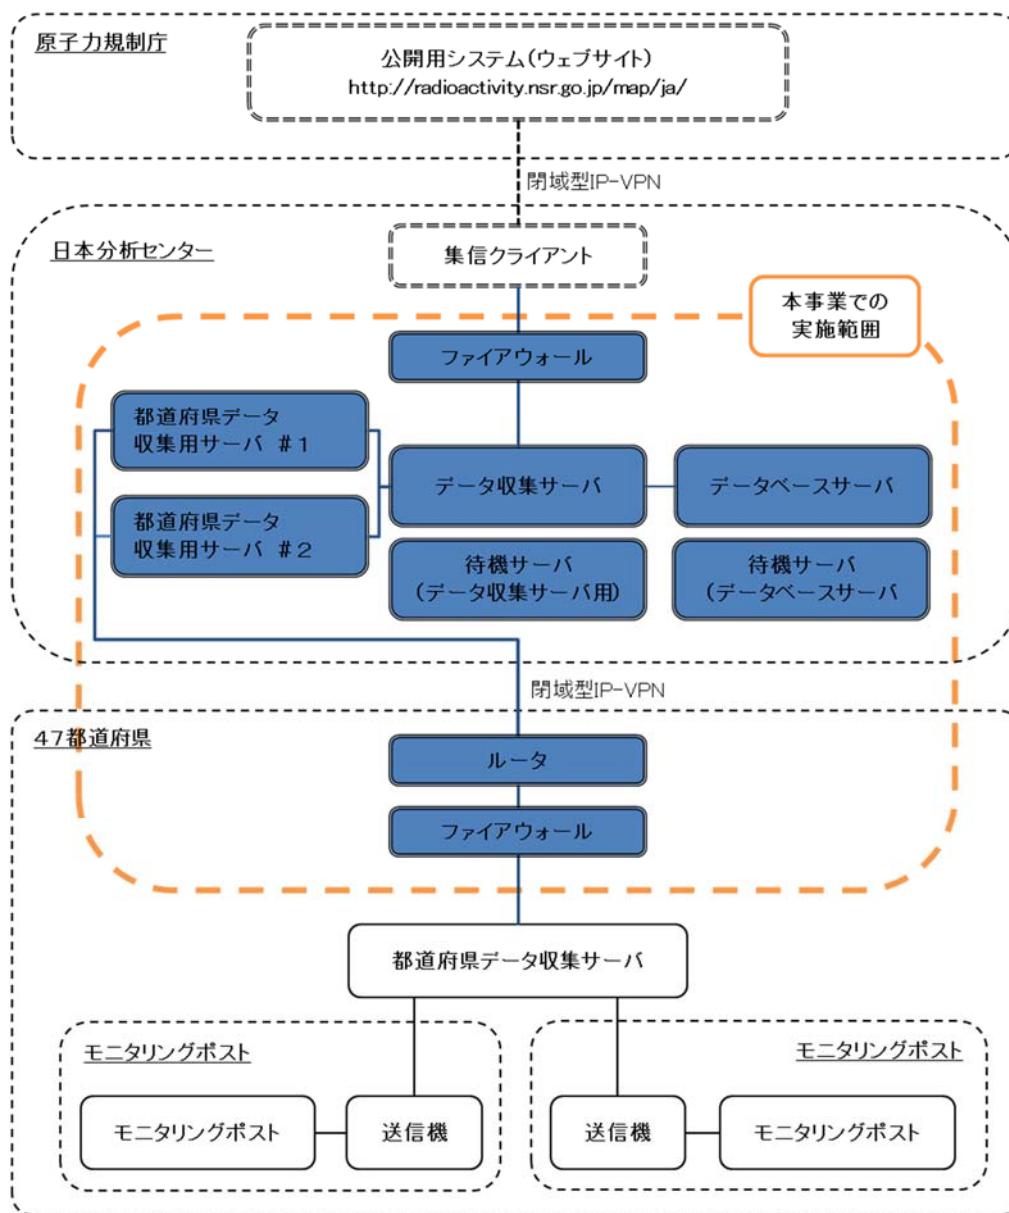 原子力規制庁
公開用システム(ウェブサイト)
http://radioactivity.nsr.go.jp/map/ja/
閉域型IP-VPN
日本分析センター
集信クライアント
本事業での
実施範囲
ファイアウォール
都道府県データ
収集用サーバ #1
データ収集サーバ
データベースサーバ
都道府県データ
収集用サーバ #2
待機サーバ
(データ収集サーバ用)
待機サーバ
(データベースサーバ
閉域型IP-VPN
47都道府県
ルータ
ファイアウォール
都道府県データ収集サーバ
モニタリングポスト
モニタリングポスト
モニタリングポスト
送信機
送信機
モニタリングポスト